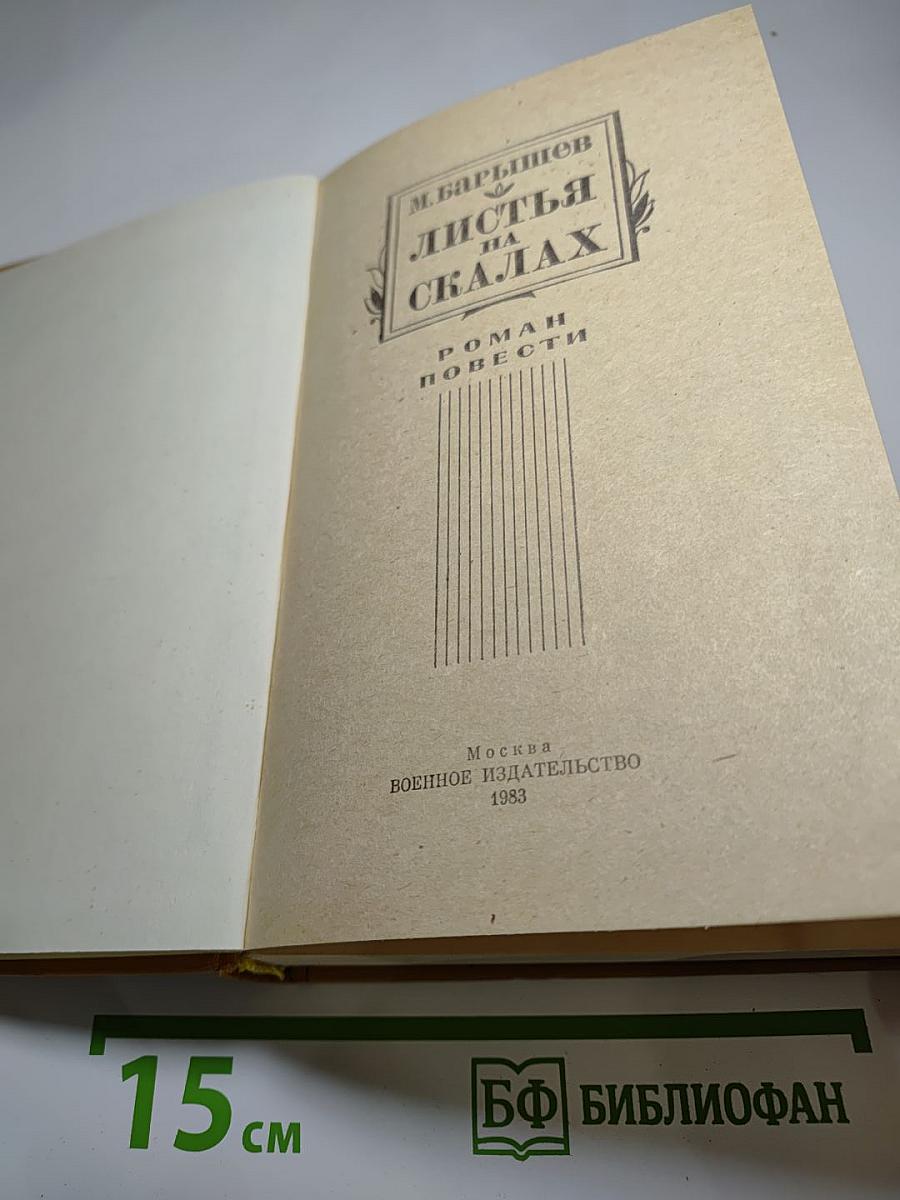 М. БАРЫШЕВ
ЛИСТЬЯ
НА
СКАЛАХ
РОМАН
ПОВЕСТИ
Москва
ВОЕННОЕ ИЗДАТЕЛЬСТВО
1983
15 см
БФ БИБЛИОФАН